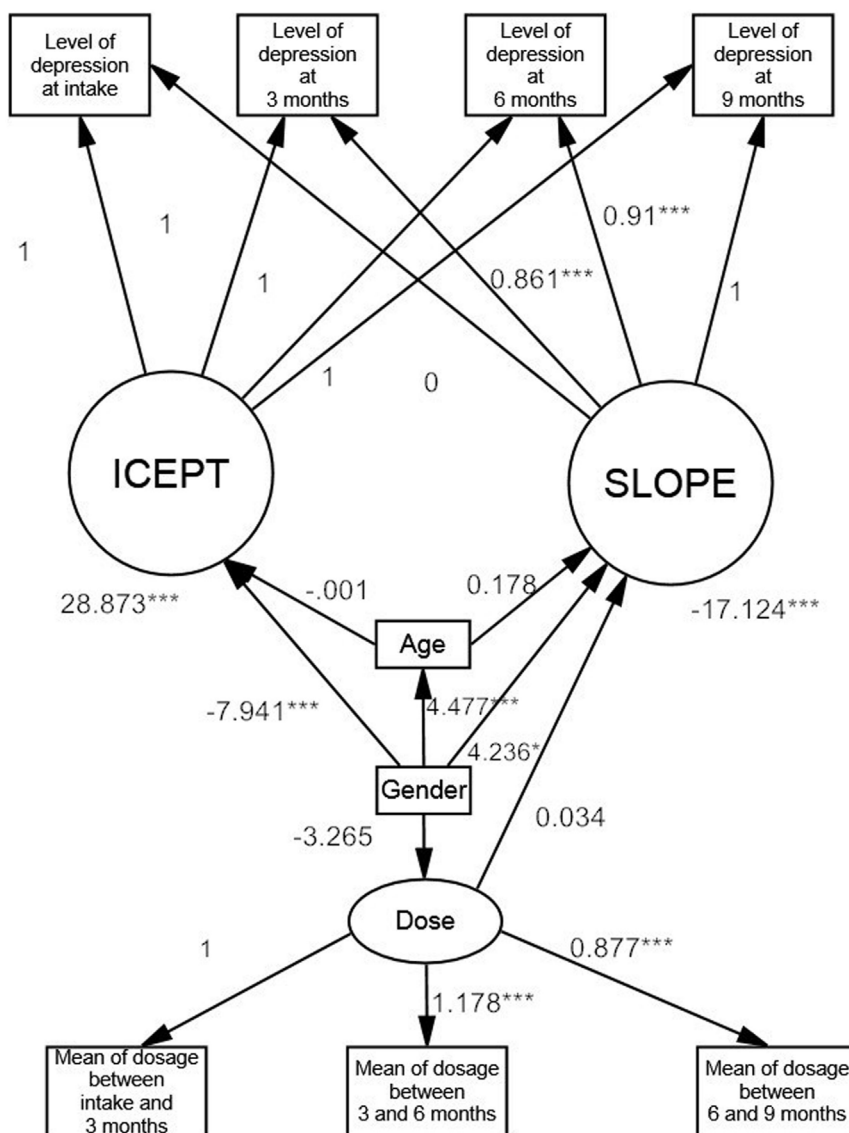 Level of
depression
at intake
Level of
depression
at
3 months
Level of
depression
at
6 months
Level of
depression
at
9 months
1
1
1
0.861***
0.91***
1
1
0
ICEPT
SLOPE
28.873***
-.001
0.178
-17.124***
Age
-7.941***
4.477***
4.236*
Gender
-3.265
0.034
Dose
1
1.178***
0.877***
Mean of dosage
between
intake and
3 months
Mean of dosage
between
3 and 6 months
Mean of dosage
between
6 and 9 months